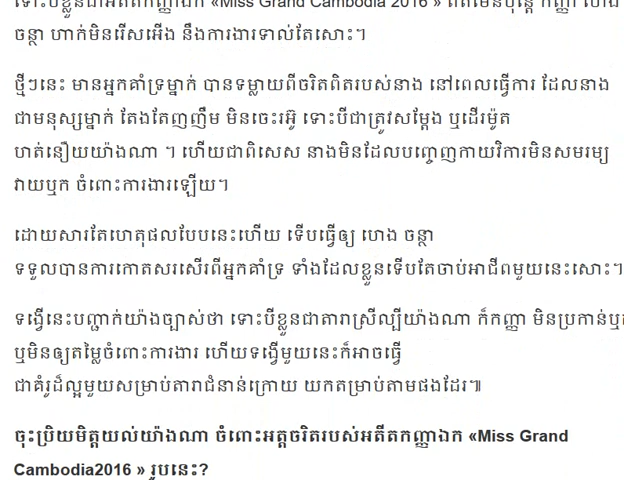 ទោះបីខ្លួនជាអតីតកញ្ញាឯក «Miss Grand Cambodia 2016 » ពិតមែនប៉ុន្តែ កញ្ញា ហេង
ចន្ថា ហាក់មិនរើសអើង នឹងការងារទាល់តែសោះ។
ថ្មីៗនេះ មានអ្នកគាំទ្រម្នាក់ បានទម្លាយពីចរិតពិតរបស់នាង នៅពេលធ្វើការ ដែលនាង
ជាមនុស្សម្នាក់ តែងតែញញឹម មិនចេះរអ៊ូ ទោះបីជាត្រូវសម្ដែង ឬដើរម៉ូត
ហត់នឿយយ៉ាងណា ។ ហើយជាពិសេស នាងមិនដែលបញ្ចេញកាយវិការមិនសមរម្យ
វាយឬក ចំពោះការងារឡើយ។
ដោយសារតែហេតុផលបែបនេះហើយ ទើបធ្វើឲ្យ ហេង ចន្ថា
ទទួលបានការកោតសរសើរពីអ្នកគាំទ្រ ទាំងដែលខ្លួនទើបតែចាប់អាជីពមួយនេះសោះ។
ទង្វើនេះបញ្ជាក់យ៉ាងច្បាស់ថា ទោះបីខ្លួនជាតារាស្រីល្បីយ៉ាងណា ក៏កញ្ញា មិនប្រកាន់ឬក
ឬមិនឲ្យតម្លៃចំពោះការងារ ហើយទង្វើមួយនេះក៏អាចធ្វើ
ជាគំរូដ៏ល្អមួយសម្រាប់តារាជំនាន់ក្រោយ យកតម្រាប់តាមផងដែរ៕
ចុះប្រិយមិត្តយល់យ៉ាងណា ចំពោះអត្តចរិតរបស់អតីតកញ្ញាឯក «Miss Grand
Cambodia2016 » រូបនេះ?